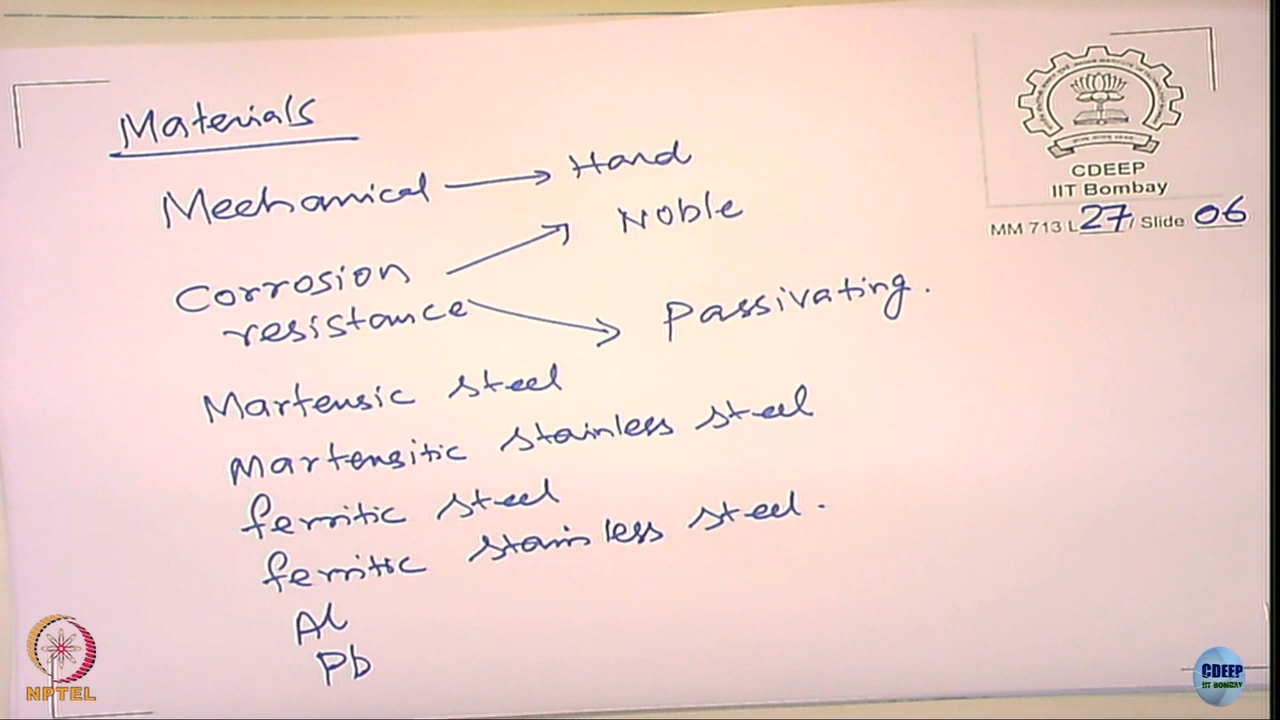 Materials
Mechanical → Hard
Noble
Corrosion
resistance
Passivating.
Martensic steel
Martensitic stainless steel
ferritic steel
ferritic stainless steel.
Al
Pb
CDEEP
IIT Bombay
MM 713 L 27 / Slide 06
NPTEL
CDEEP
IIT BOMBAY